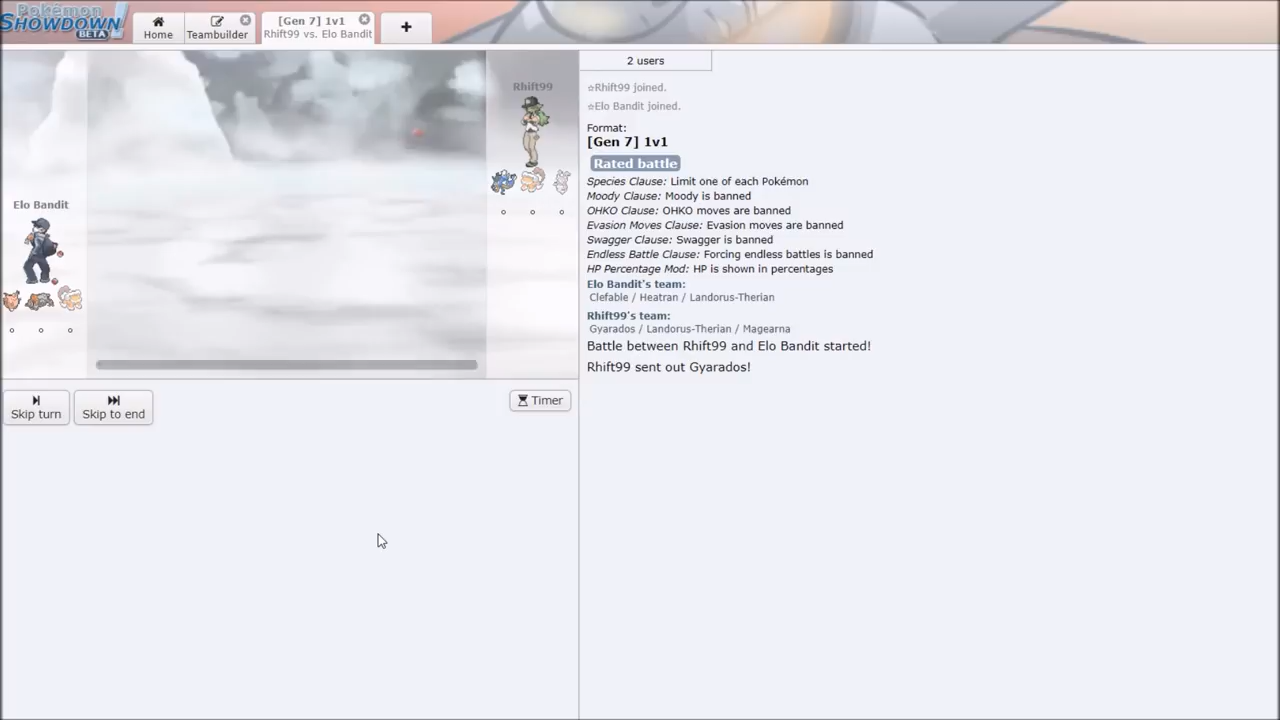 Pokémon
SHOWDOWN!
BETA
Home
Teambuilder
[Gen 7] 1v1
Rhift99 vs. Elo Bandit
+
Rhift99
Elo Bandit
Skip turn
Skip to end
Timer
2 users
☆Rhift99 joined.
☆Elo Bandit joined.
Format:
[Gen 7] 1v1
Rated battle
Species Clause: Limit one of each Pokémon
Moody Clause: Moody is banned
OHKO Clause: OHKO moves are banned
Evasion Moves Clause: Evasion moves are banned
Swagger Clause: Swagger is banned
Endless Battle Clause: Forcing endless battles is banned
HP Percentage Mod: HP is shown in percentages
Elo Bandit's team:
Clefable / Heatran / Landorus-Therian
Rhift99's team:
Gyarados / Landorus-Therian / Magearna
Battle between Rhift99 and Elo Bandit started!
Rhift99 sent out Gyarados!